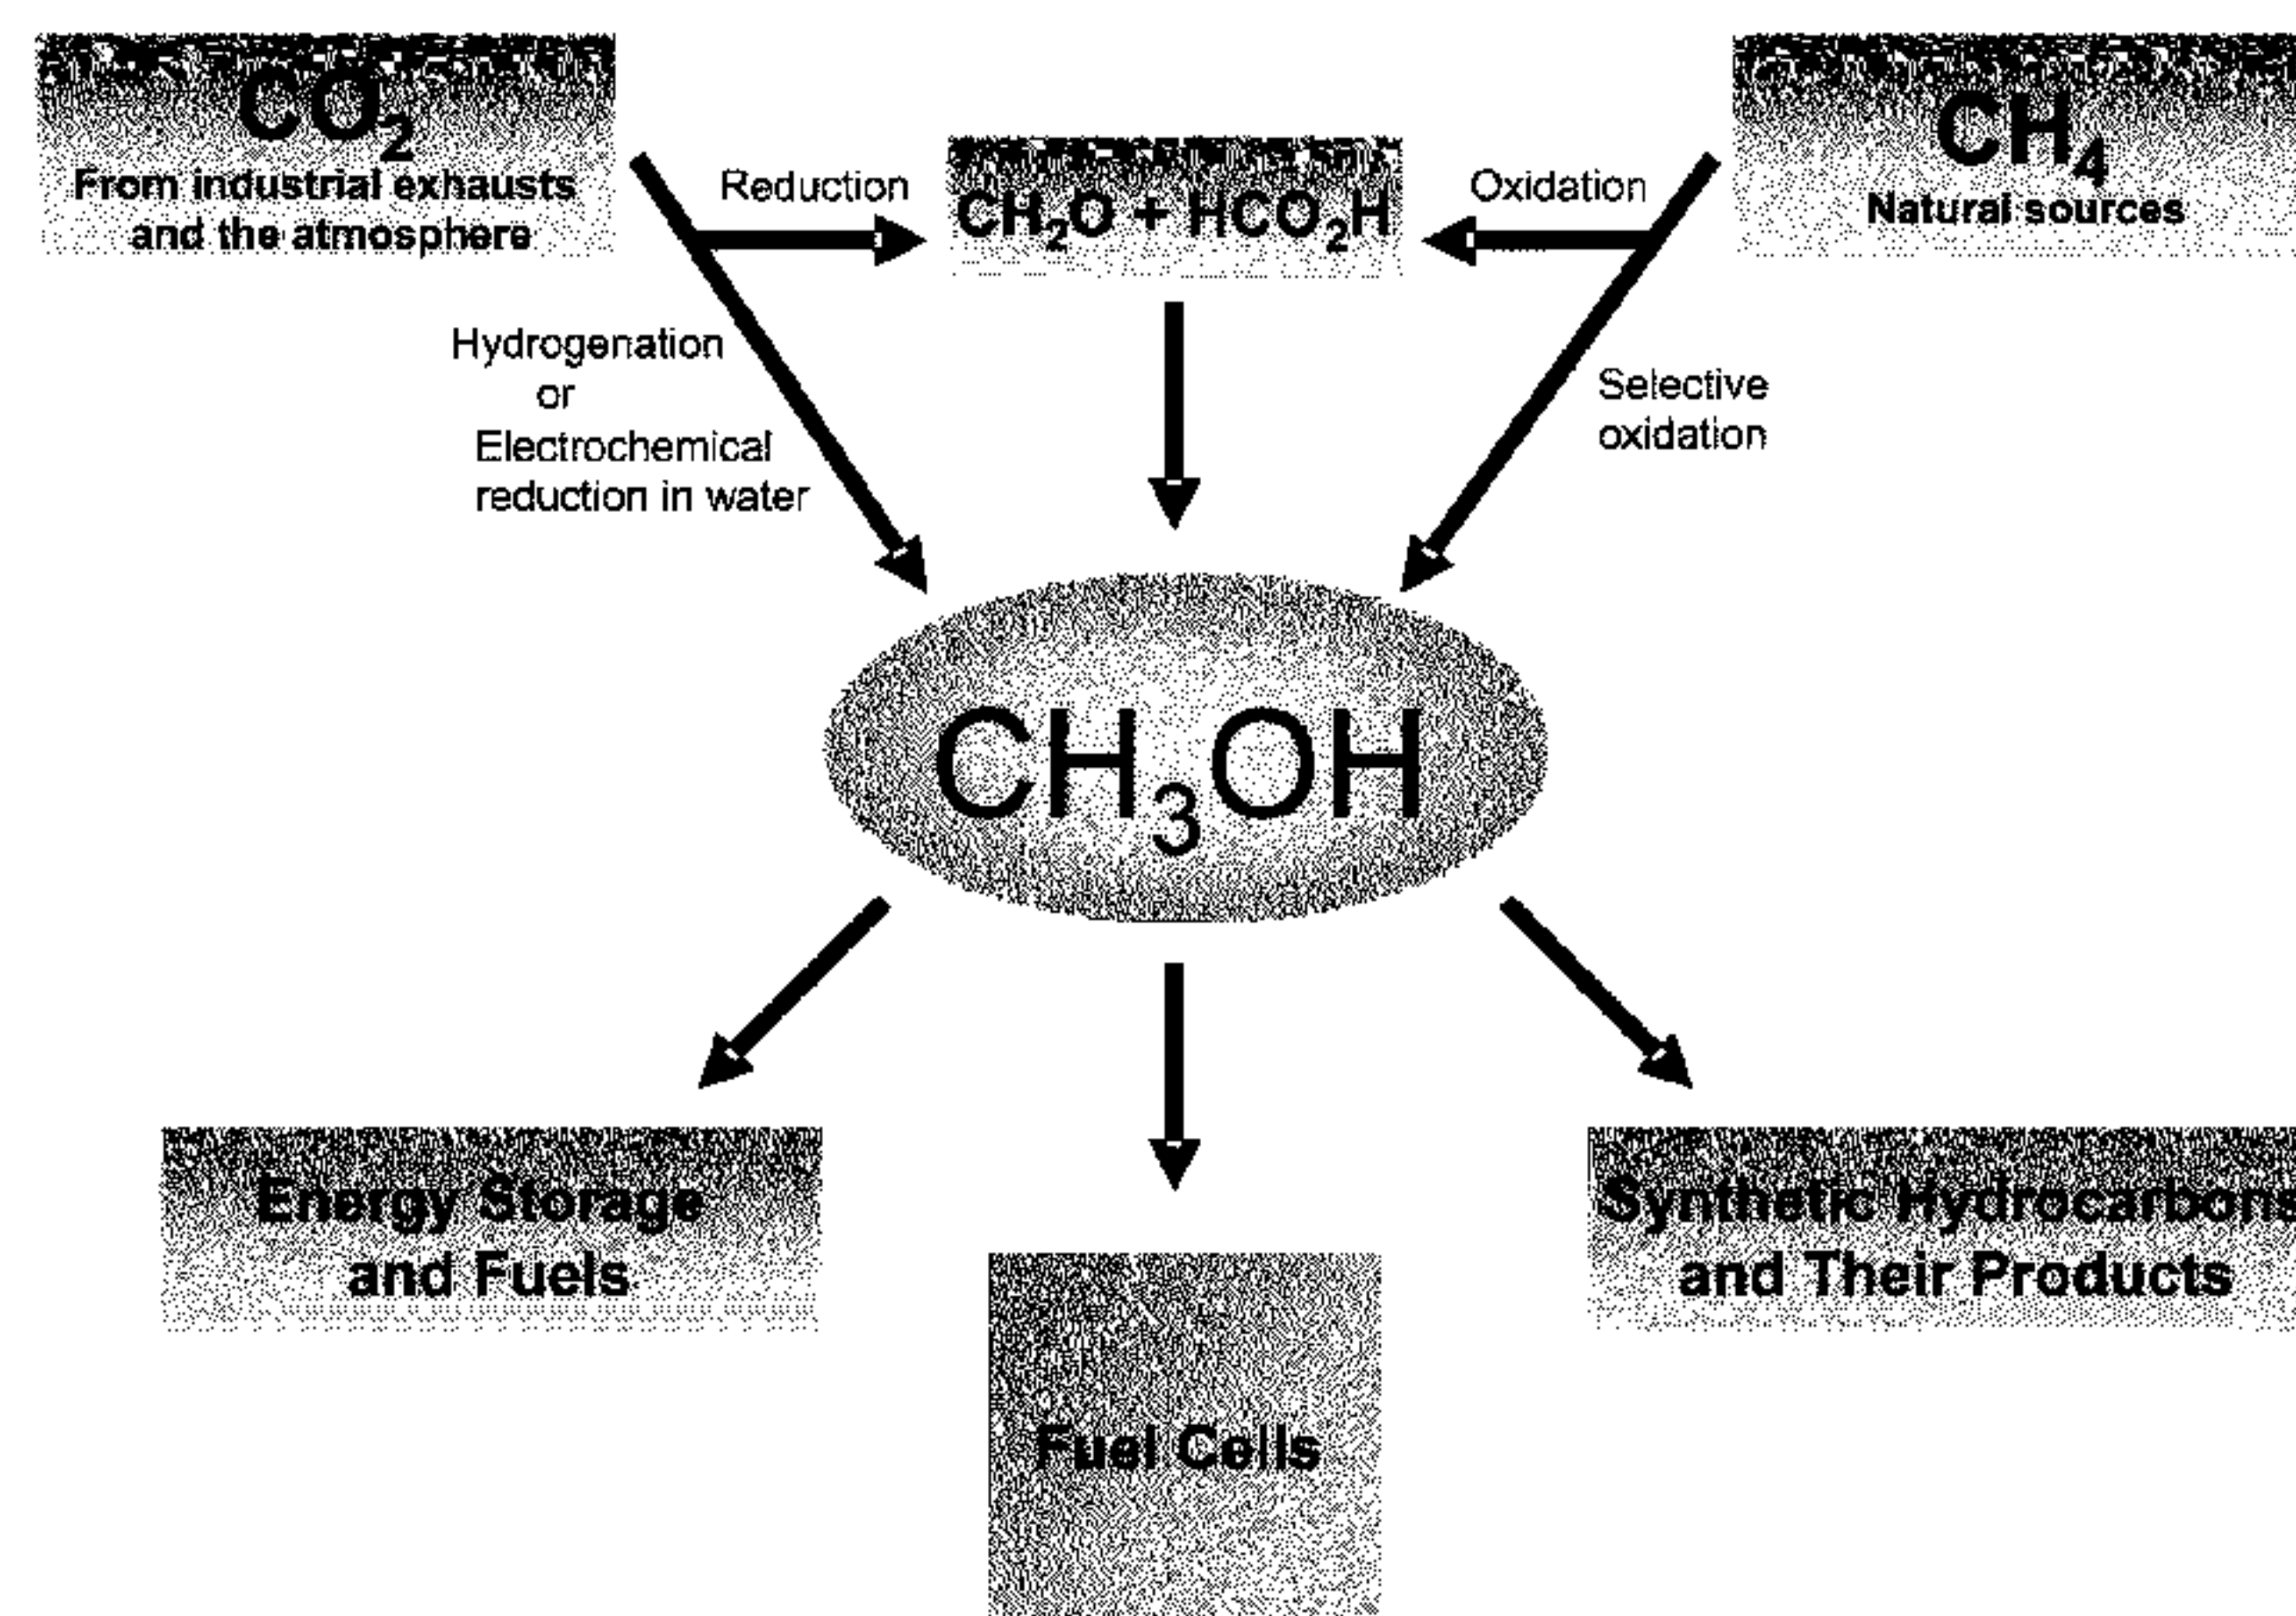 CO₂
From industrial exhausts
and the atmosphere
Reduction
CH₂O + HCO₂H
Oxidation
CH₄
Natural sources
Hydrogenation
or
Electrochemical
reduction in water
Selective
oxidation
CH₃OH
Energy Storage
and Fuels
Fuel Cells
Synthetic Hydrocarbons
and Their Products